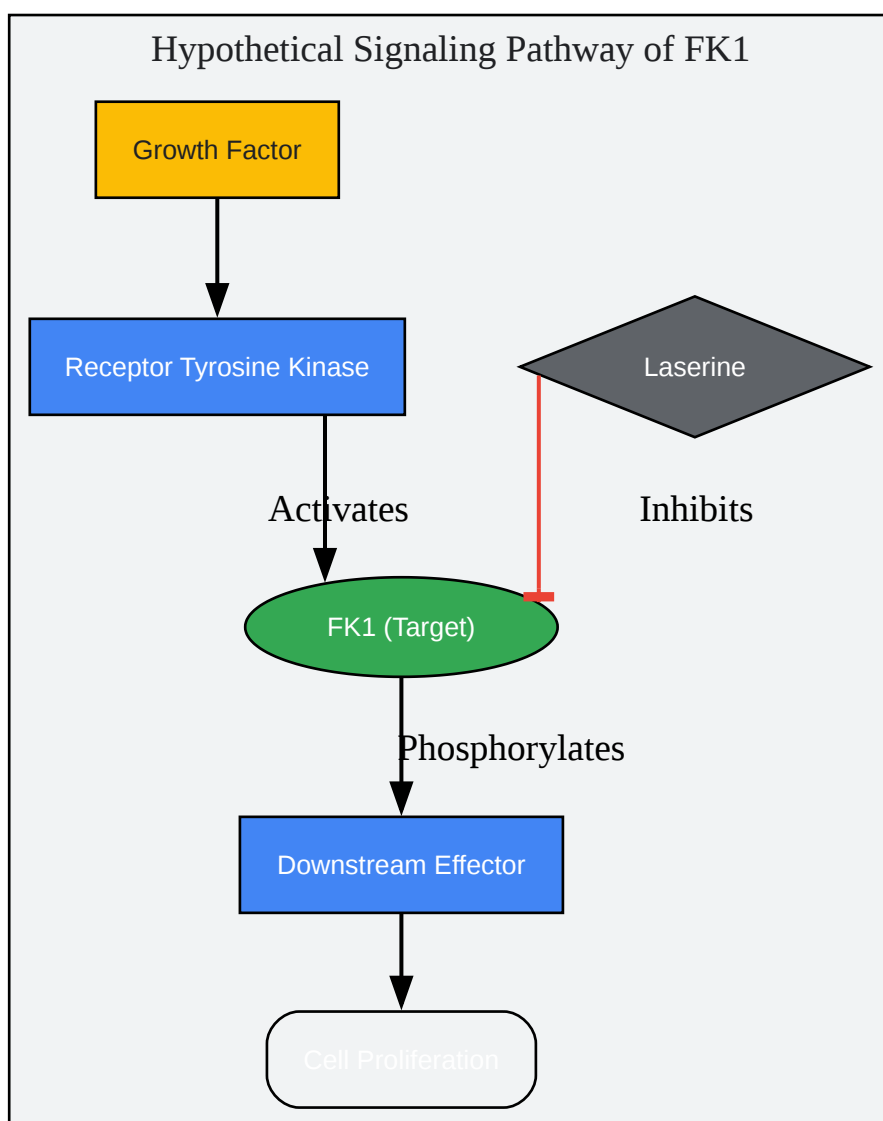 Hypothetical Signaling Pathway of FK1
Growth Factor
Receptor Tyrosine Kinase
Laserine
Activates
Inhibits
FK1 (Target)
Phosphorylates
Downstream Effector
Cell Proliferation